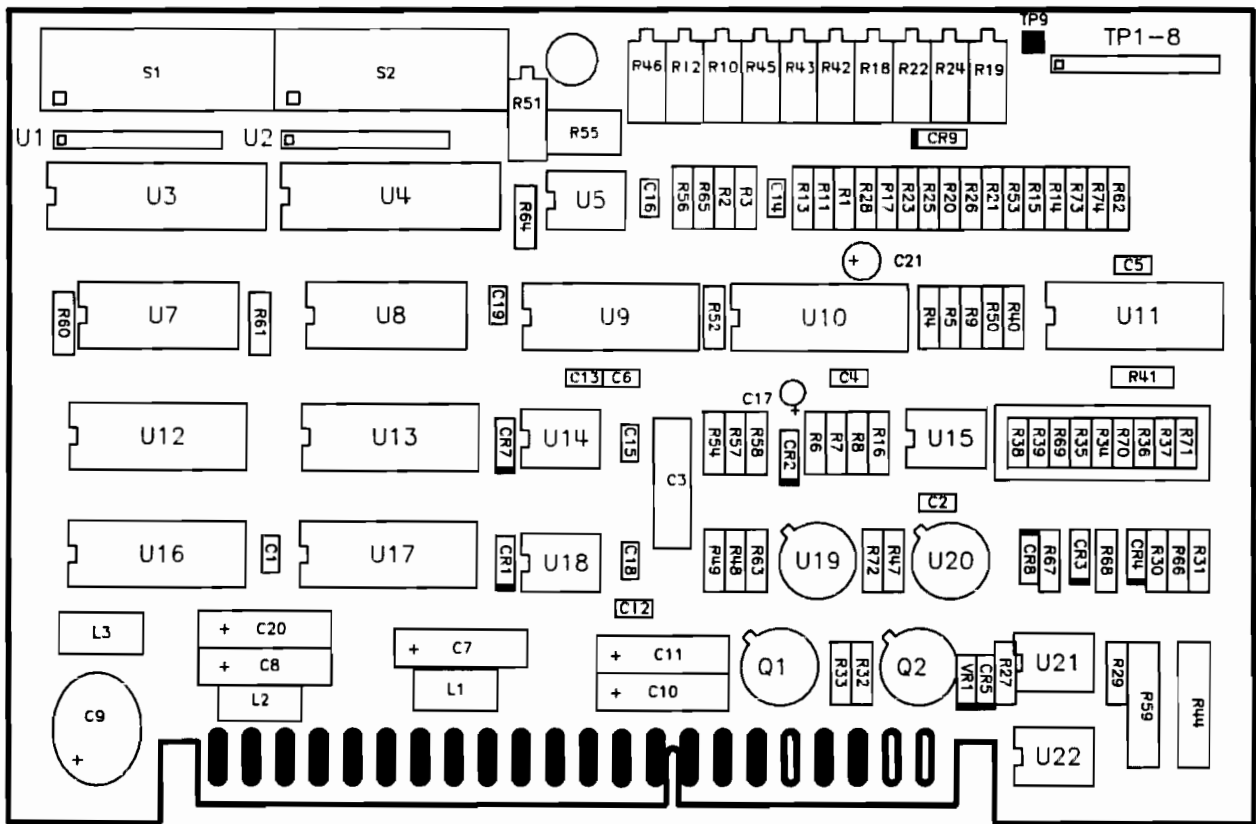 TP9
TP1-8
S1
S2
R46
R12
R10
R45
R43
R42
R18
R22
R24
R19
R51
R55
U1
U2
CR9
U3
U4
R64
U5
C16
R56
R65
R2
R3
C14
R13
R11
R1
R28
R17
R23
R25
R20
R26
R21
R53
R15
R14
R73
R74
R62
+
C21
C5
R60
U7
R61
U8
C19
U9
R52
U10
R4
R5
R9
R50
R40
U11
C13
C6
C4
R41
C17
+
U12
U13
CR7
U14
C15
C3
R54
R57
R58
CR2
R6
R7
R8
R16
U15
R38
R39
R69
R35
R34
R70
R36
R37
R71
C2
U16
C1
U17
CR1
U18
C18
R49
R48
R63
U19
R72
R47
U20
CR8
R67
CR3
R68
CR4
R30
R66
R31
C12
L3
+ C20
+ C8
L2
+ C7
L1
+ C11
+ C10
Q1
R33
R32
Q2
VR1
CR5
R27
U21
R29
R59
R44
C9
+
U22